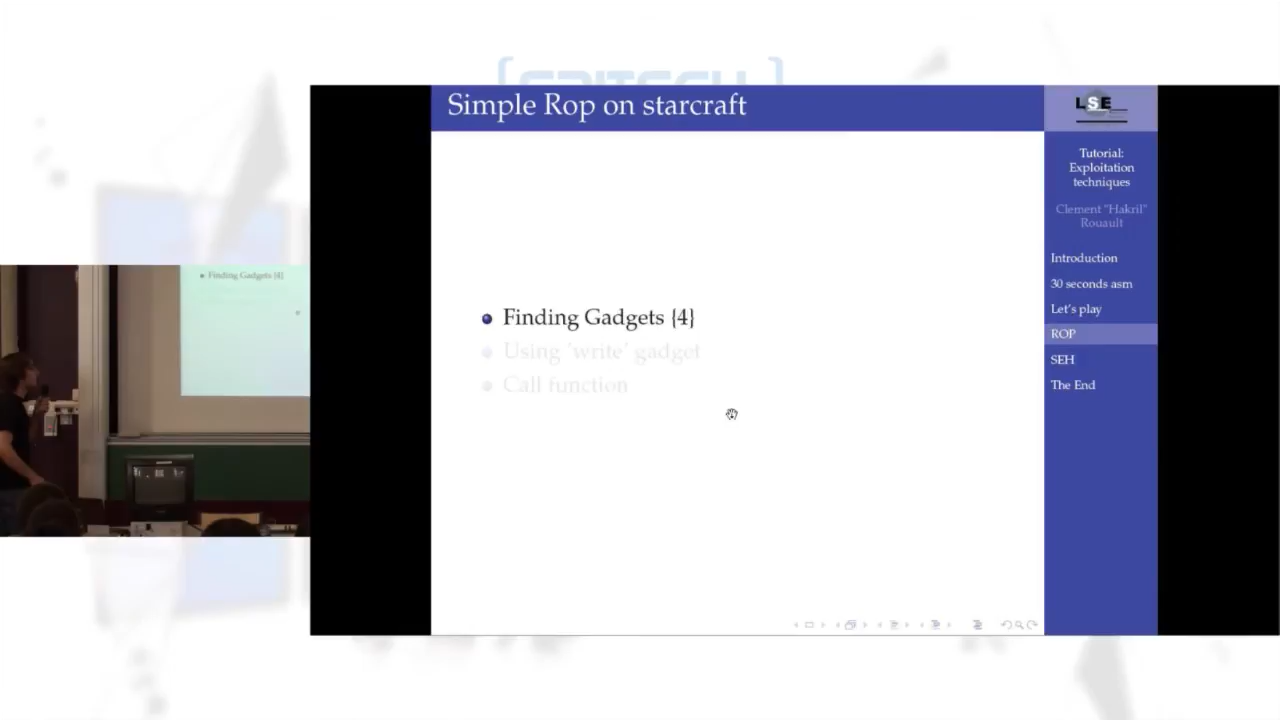 [ EPITECH ]
Simple Rop on starcraft
LSE
Tutorial:
Exploitation
techniques
Clement "Hakril"
Rouault
Introduction
30 seconds asm
Let's play
ROP
SEH
The End
Finding Gadgets {4}
Using 'write' gadget
Call function
Finding Gadgets {4}